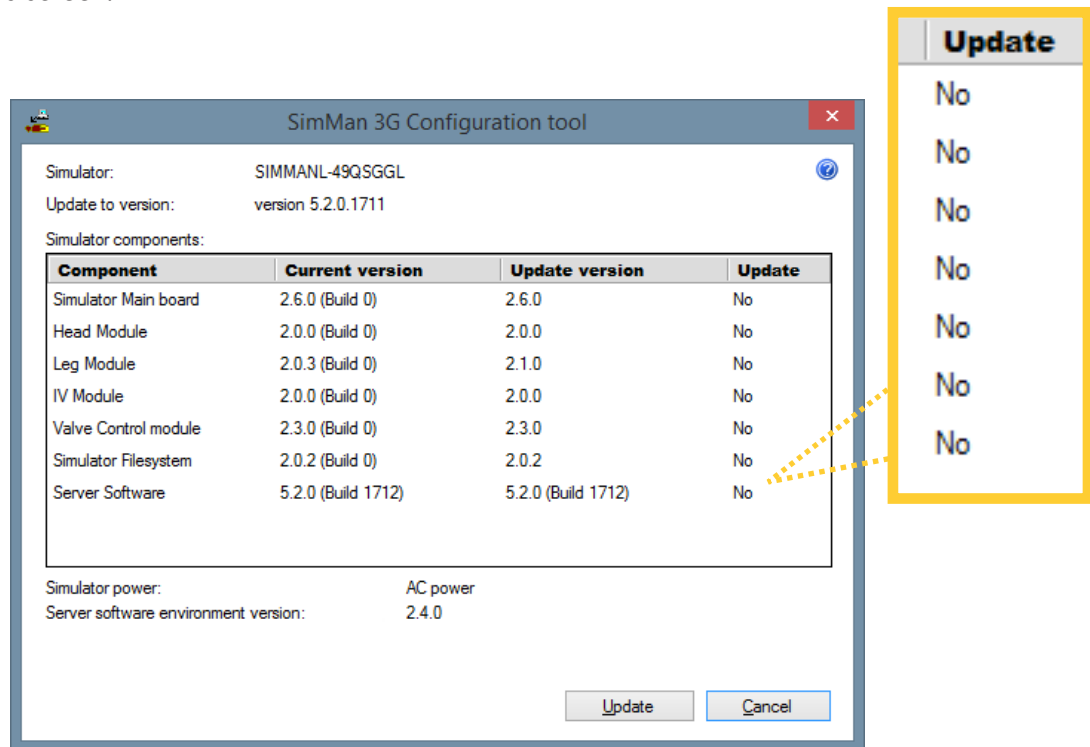 SimMan 3G Configuration tool
Simulator: SIMMANL-49QSGGL
Update to version: version 5.2.0.1711
Simulator components:
Component Current version Update version Update
Simulator Main board 2.6.0 (Build 0) 2.6.0 No
Head Module 2.0.0 (Build 0) 2.0.0 No
Leg Module 2.0.3 (Build 0) 2.1.0 No
IV Module 2.0.0 (Build 0) 2.0.0 No
Valve Control module 2.3.0 (Build 0) 2.3.0 No
Simulator Filesystem 2.0.2 (Build 0) 2.0.2 No
Server Software 5.2.0 (Build 1712) 5.2.0 (Build 1712) No
Simulator power: AC power
Server software environment version: 2.4.0
Update Cancel
Update
No
No
No
No
No
No
No